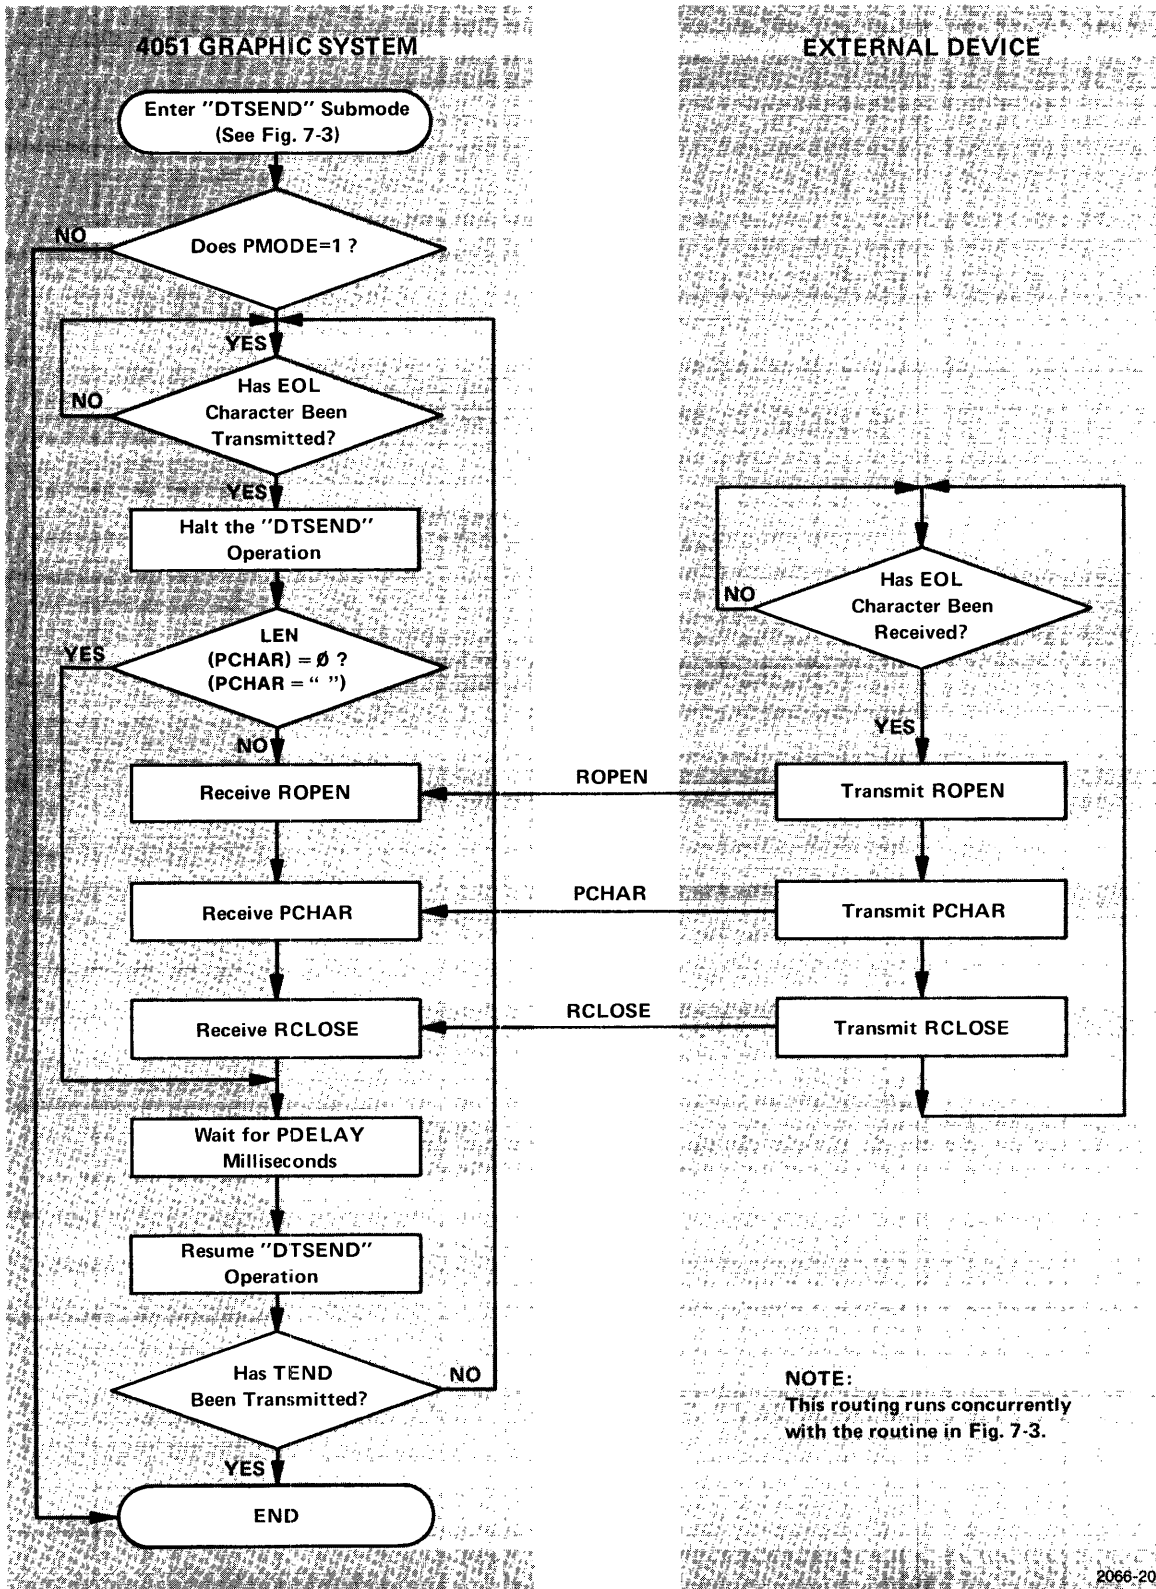 4051 GRAPHIC SYSTEM
Enter "DTSEND" Submode
(See Fig. 7-3)
NO
Does PMODE=1 ?
YES
Has EOL
Character Been
Transmitted?
NO
YES
Halt the "DTSEND"
Operation
LEN
(PCHAR) = Ø ?
(PCHAR = “ ”)
YES
NO
Receive ROPEN
Receive PCHAR
Receive RCLOSE
Wait for PDELAY
Milliseconds
Resume "DTSEND"
Operation
Has TEND
Been Transmitted?
NO
YES
END
ROPEN
PCHAR
RCLOSE
EXTERNAL DEVICE
Has EOL
Character Been
Received?
NO
YES
Transmit ROPEN
Transmit PCHAR
Transmit RCLOSE
NOTE:
This routing runs concurrently
with the routine in Fig. 7-3.
2066-20